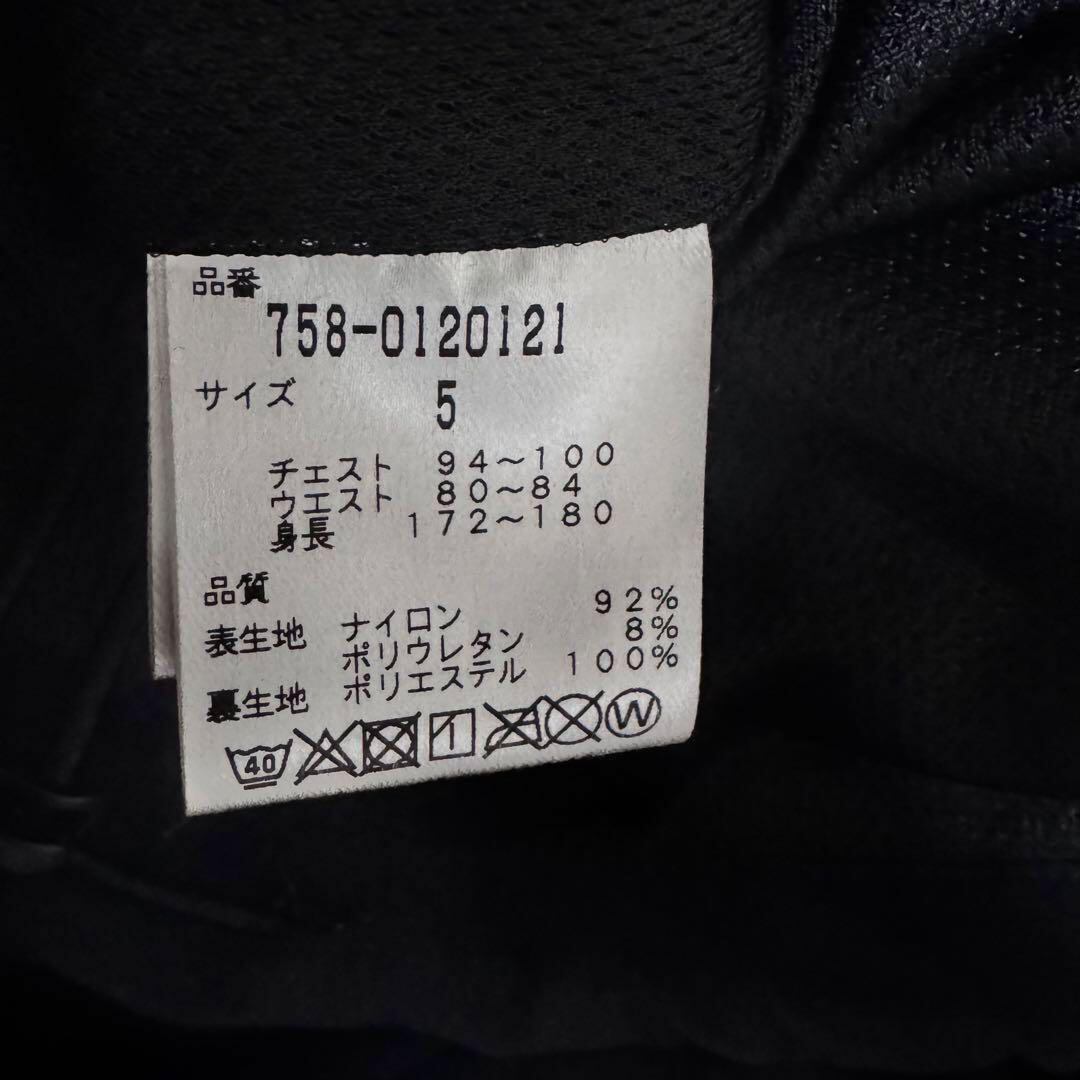 品番
758-0120121
サイズ 5
チェスト 94～100
ウエスト 80～84
身長 172～180
品質
表生地 ナイロン 92%
ポリウレタン 8%
裏生地 ポリエステル 100%
40 W